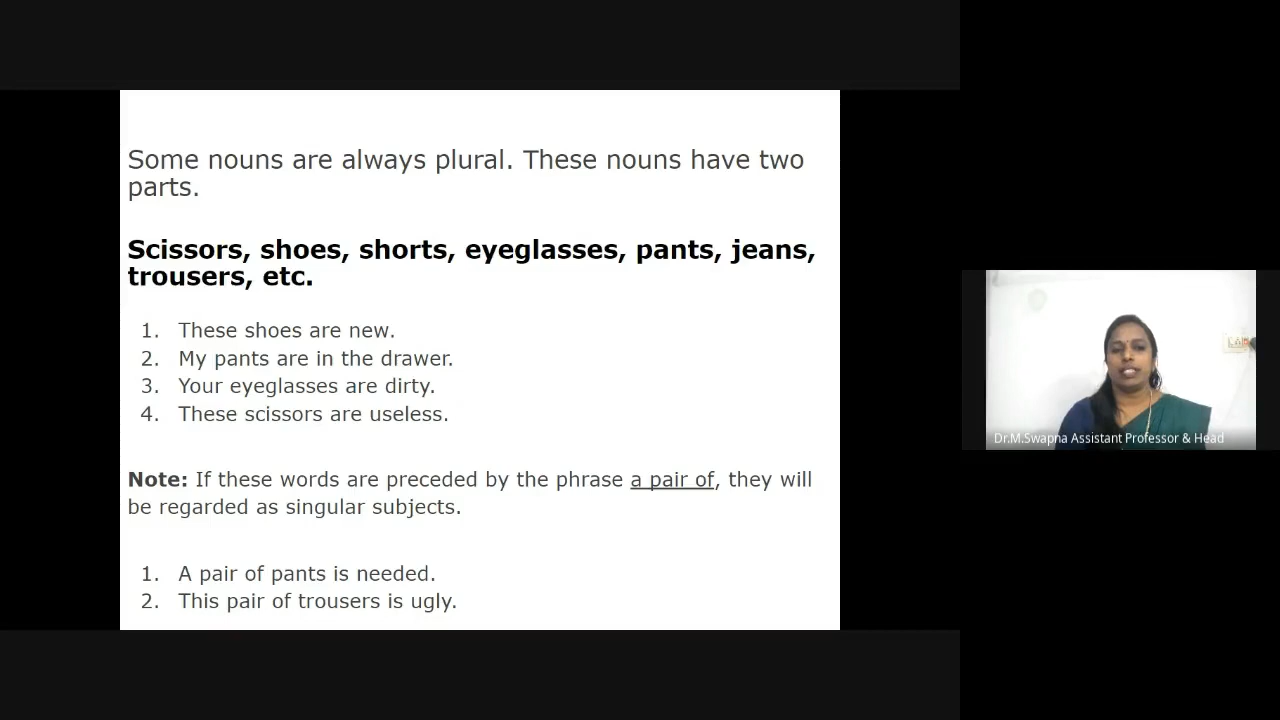 Some nouns are always plural. These nouns have two
parts.
Scissors, shoes, shorts, eyeglasses, pants, jeans,
trousers, etc.
1. These shoes are new.
2. My pants are in the drawer.
3. Your eyeglasses are dirty.
4. These scissors are useless.
Note: If these words are preceded by the phrase a pair of, they will
be regarded as singular subjects.
1. A pair of pants is needed.
2. This pair of trousers is ugly.
Dr.M.Swapna Assistant Professor & Head